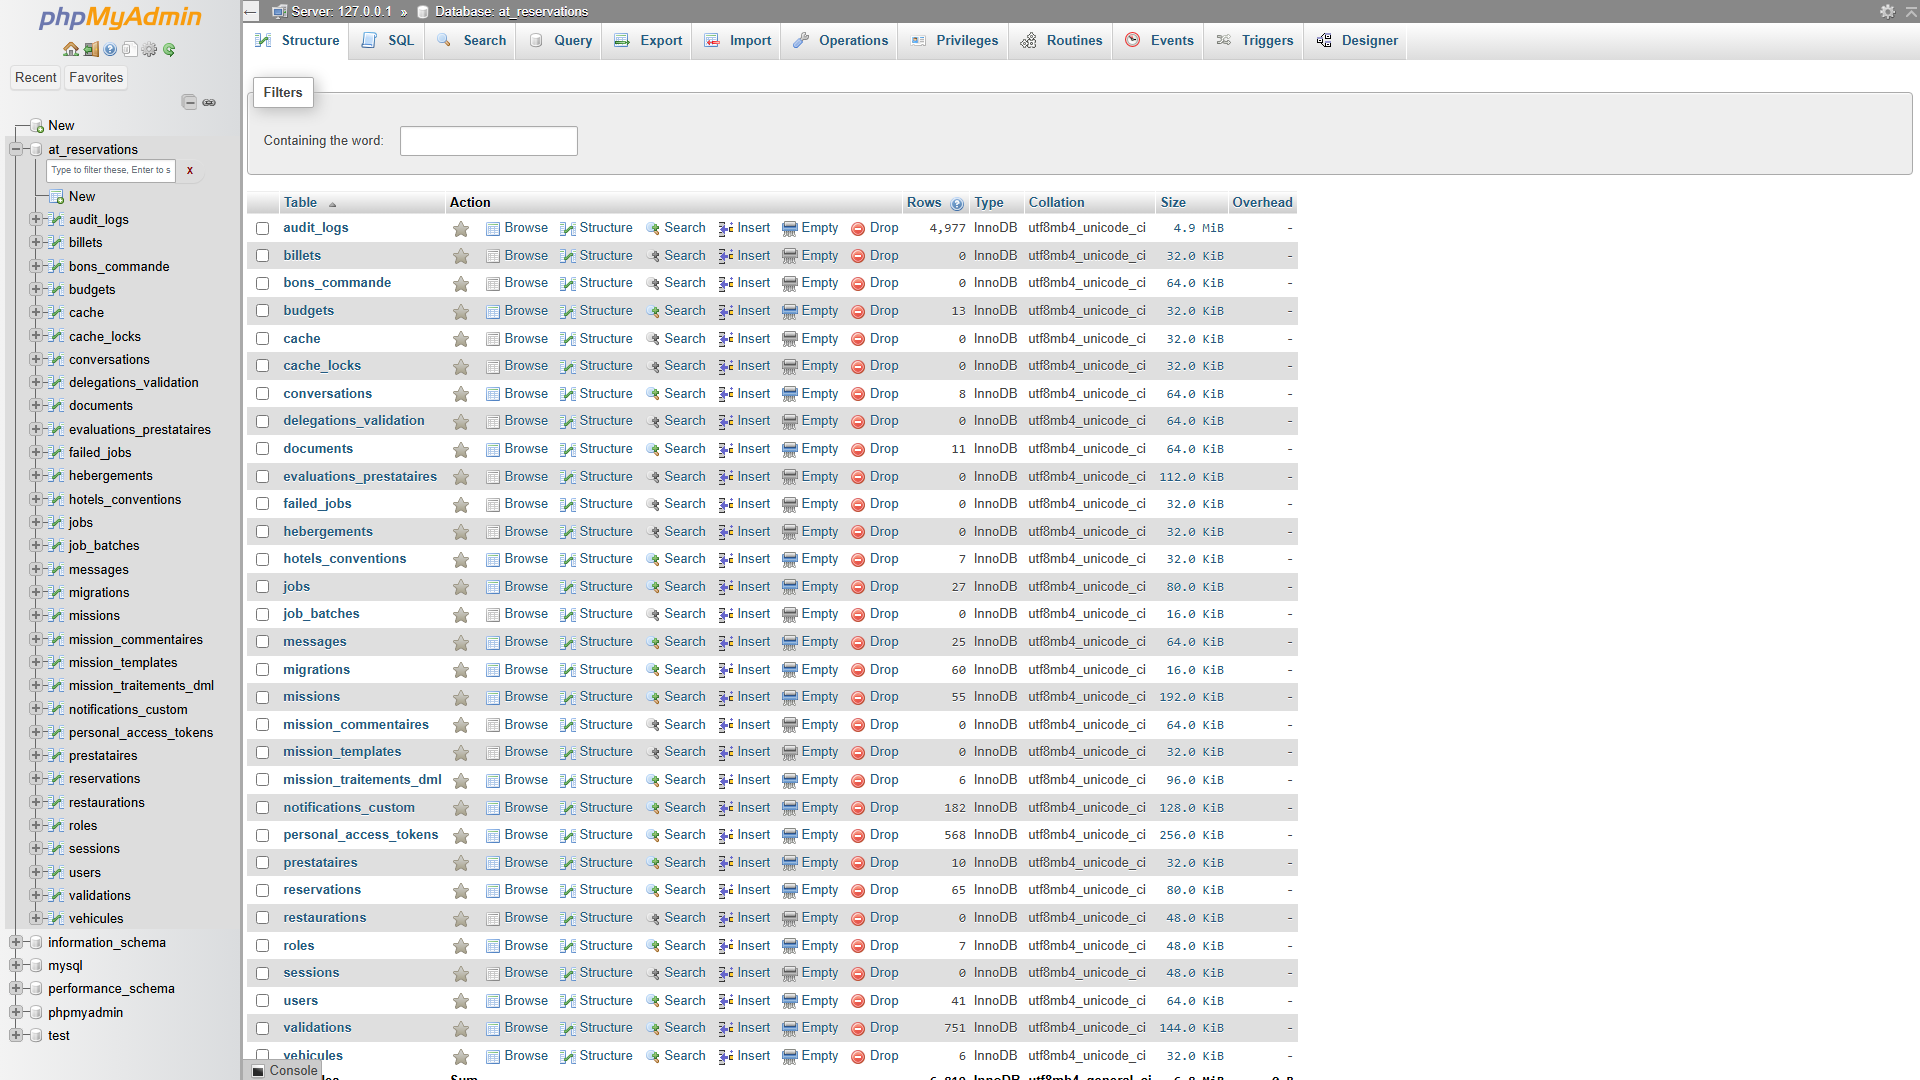 phpMyAdmin
Recent Favorites
New
at_reservations
Type to filter these, Enter to s X
New
audit_logs
billets
bons_commande
budgets
cache
cache_locks
conversations
delegations_validation
documents
evaluations_prestataires
failed_jobs
hebergements
hotels_conventions
jobs
job_batches
messages
migrations
missions
mission_commentaires
mission_templates
mission_traitements_dml
notifications_custom
personal_access_tokens
prestataires
reservations
restaurations
roles
sessions
users
validations
vehicules
information_schema
mysql
performance_schema
phpmyadmin
test
Server: 127.0.0.1 » Database: at_reservations
Structure SQL Search Query Export Import Operations Privileges Routines Events Triggers Designer
Filters
Containing the word:
Table Action Rows Type Collation Size Overhead
audit_logs Browse Structure Search Insert Empty Drop 4,977 InnoDB utf8mb4_unicode_ci 4.9 MiB -
billets Browse Structure Search Insert Empty Drop 0 InnoDB utf8mb4_unicode_ci 32.0 KiB -
bons_commande Browse Structure Search Insert Empty Drop 0 InnoDB utf8mb4_unicode_ci 64.0 KiB -
budgets Browse Structure Search Insert Empty Drop 13 InnoDB utf8mb4_unicode_ci 32.0 KiB -
cache Browse Structure Search Insert Empty Drop 0 InnoDB utf8mb4_unicode_ci 32.0 KiB -
cache_locks Browse Structure Search Insert Empty Drop 0 InnoDB utf8mb4_unicode_ci 32.0 KiB -
conversations Browse Structure Search Insert Empty Drop 8 InnoDB utf8mb4_unicode_ci 64.0 KiB -
delegations_validation Browse Structure Search Insert Empty Drop 0 InnoDB utf8mb4_unicode_ci 64.0 KiB -
documents Browse Structure Search Insert Empty Drop 11 InnoDB utf8mb4_unicode_ci 64.0 KiB -
evaluations_prestataires Browse Structure Search Insert Empty Drop 0 InnoDB utf8mb4_unicode_ci 112.0 KiB -
failed_jobs Browse Structure Search Insert Empty Drop 0 InnoDB utf8mb4_unicode_ci 32.0 KiB -
hebergements Browse Structure Search Insert Empty Drop 0 InnoDB utf8mb4_unicode_ci 32.0 KiB -
hotels_conventions Browse Structure Search Insert Empty Drop 7 InnoDB utf8mb4_unicode_ci 32.0 KiB -
jobs Browse Structure Search Insert Empty Drop 27 InnoDB utf8mb4_unicode_ci 80.0 KiB -
job_batches Browse Structure Search Insert Empty Drop 0 InnoDB utf8mb4_unicode_ci 16.0 KiB -
messages Browse Structure Search Insert Empty Drop 25 InnoDB utf8mb4_unicode_ci 64.0 KiB -
migrations Browse Structure Search Insert Empty Drop 60 InnoDB utf8mb4_unicode_ci 16.0 KiB -
missions Browse Structure Search Insert Empty Drop 55 InnoDB utf8mb4_unicode_ci 192.0 KiB -
mission_commentaires Browse Structure Search Insert Empty Drop 0 InnoDB utf8mb4_unicode_ci 64.0 KiB -
mission_templates Browse Structure Search Insert Empty Drop 0 InnoDB utf8mb4_unicode_ci 32.0 KiB -
mission_traitements_dml Browse Structure Search Insert Empty Drop 6 InnoDB utf8mb4_unicode_ci 96.0 KiB -
notifications_custom Browse Structure Search Insert Empty Drop 182 InnoDB utf8mb4_unicode_ci 128.0 KiB -
personal_access_tokens Browse Structure Search Insert Empty Drop 568 InnoDB utf8mb4_unicode_ci 256.0 KiB -
prestataires Browse Structure Search Insert Empty Drop 10 InnoDB utf8mb4_unicode_ci 32.0 KiB -
reservations Browse Structure Search Insert Empty Drop 65 InnoDB utf8mb4_unicode_ci 80.0 KiB -
restaurations Browse Structure Search Insert Empty Drop 0 InnoDB utf8mb4_unicode_ci 48.0 KiB -
roles Browse Structure Search Insert Empty Drop 7 InnoDB utf8mb4_unicode_ci 48.0 KiB -
sessions Browse Structure Search Insert Empty Drop 0 InnoDB utf8mb4_unicode_ci 48.0 KiB -
users Browse Structure Search Insert Empty Drop 41 InnoDB utf8mb4_unicode_ci 64.0 KiB -
validations Browse Structure Search Insert Empty Drop 751 InnoDB utf8mb4_unicode_ci 144.0 KiB -
vehicules Browse Structure Search Insert Empty Drop 6 InnoDB utf8mb4_unicode_ci 32.0 KiB -
Console
Sum InnoDB utf8mb4_general_ci